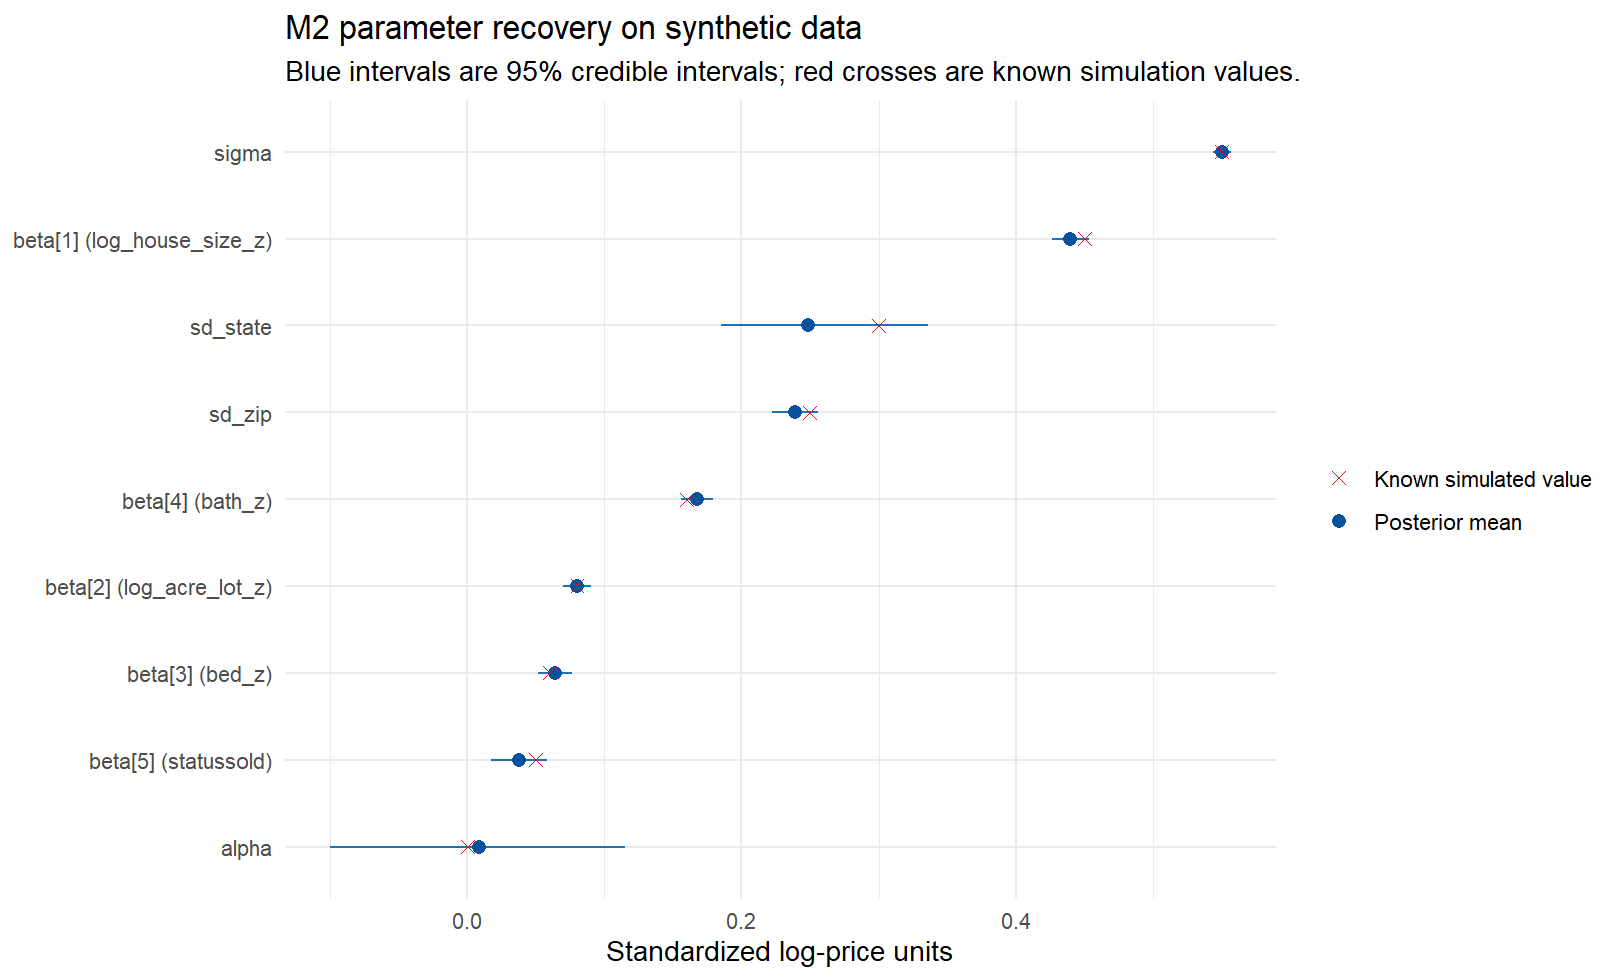 M2 parameter recovery on synthetic data
Blue intervals are 95% credible intervals; red crosses are known simulation values.
sigma
beta[1] (log_house_size_z)
sd_state
sd_zip
beta[4] (bath_z)
beta[2] (log_acre_lot_z)
beta[3] (bed_z)
beta[5] (statussold)
alpha
0.0 0.2 0.4
Standardized log-price units
Known simulated value
Posterior mean